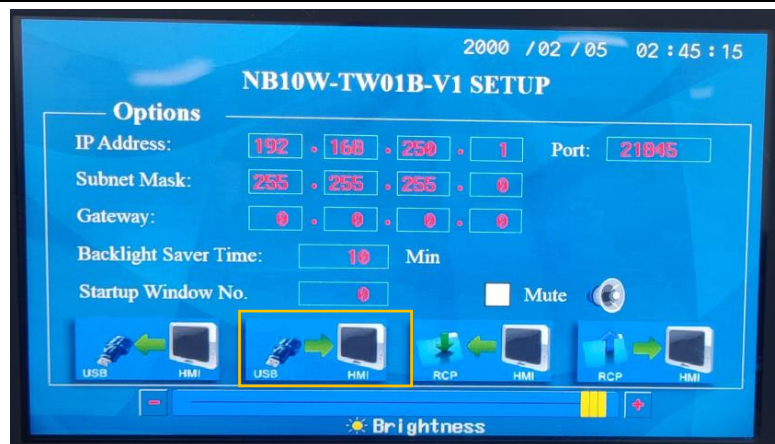 2000 /02 /05 02:45:15
NB10W-TW01B-V1 SETUP
Options
IP Address: 192 . 168 . 250 . 1 Port: 21845
Subnet Mask: 255 . 255 . 255 . 0
Gateway: 0 . 0 . 0 . 0
Backlight Saver Time: 10 Min
Startup Window No. 0 Mute
USB HMI USB HMI RCP HMI RCP HMI
- +
Brightness